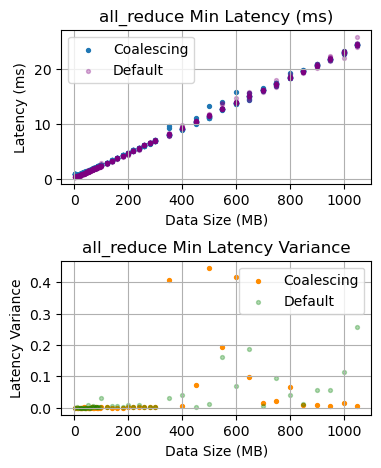 all_reduce Min Latency (ms)
Latency (ms)
20
10
0
Coalescing
Default
0 200 400 600 800 1000
Data Size (MB)
all_reduce Min Latency Variance
Latency Variance
0.4
0.3
0.2
0.1
0.0
Coalescing
Default
0 200 400 600 800 1000
Data Size (MB)